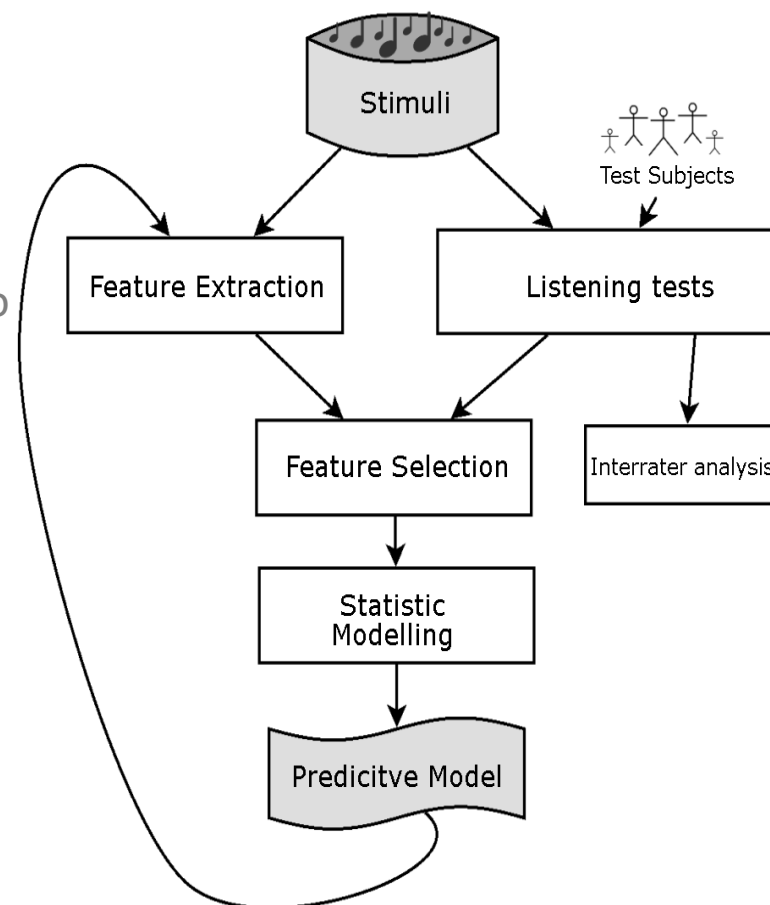 Stimuli
Test Subjects
Feature Extraction
Listening tests
Feature Selection
Interrater analysis
Statistic
Modelling
Predicitve Model